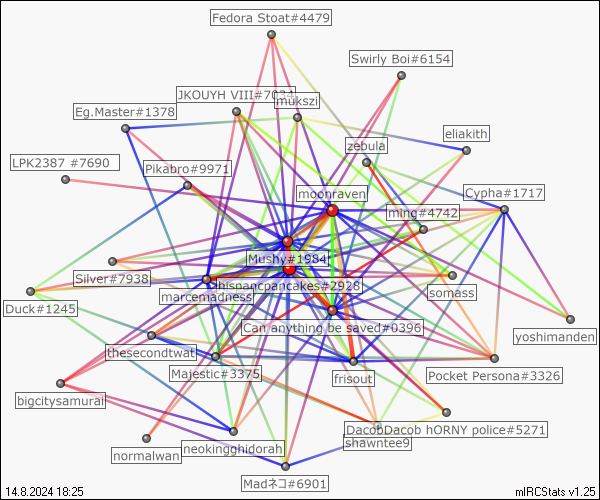 Fedora Stoat#4479
Swirly Boi#6154
JKOUYH VIII#7034
mukszi
Eg.Master#1378
eliakith
zebula
LPK2387 #7690
Pikabro#9971
moonraven
Cypha#1717
ming#4742
Mushy#1984
Silver#7938
hispanicpancakes#2928
somass
marcemadness
Duck#1245
Can anything be saved#0396
yoshimanden
thesecondtwat
Majestic#3375
frisout
Pocket Persona#3326
bigcitysamurai
DacobDacob hORNY police#5271
shawntee9
neokingghidorah
normalwan
Madネコ#6901
14.8.2024 18:25
mIRCStats v1.25